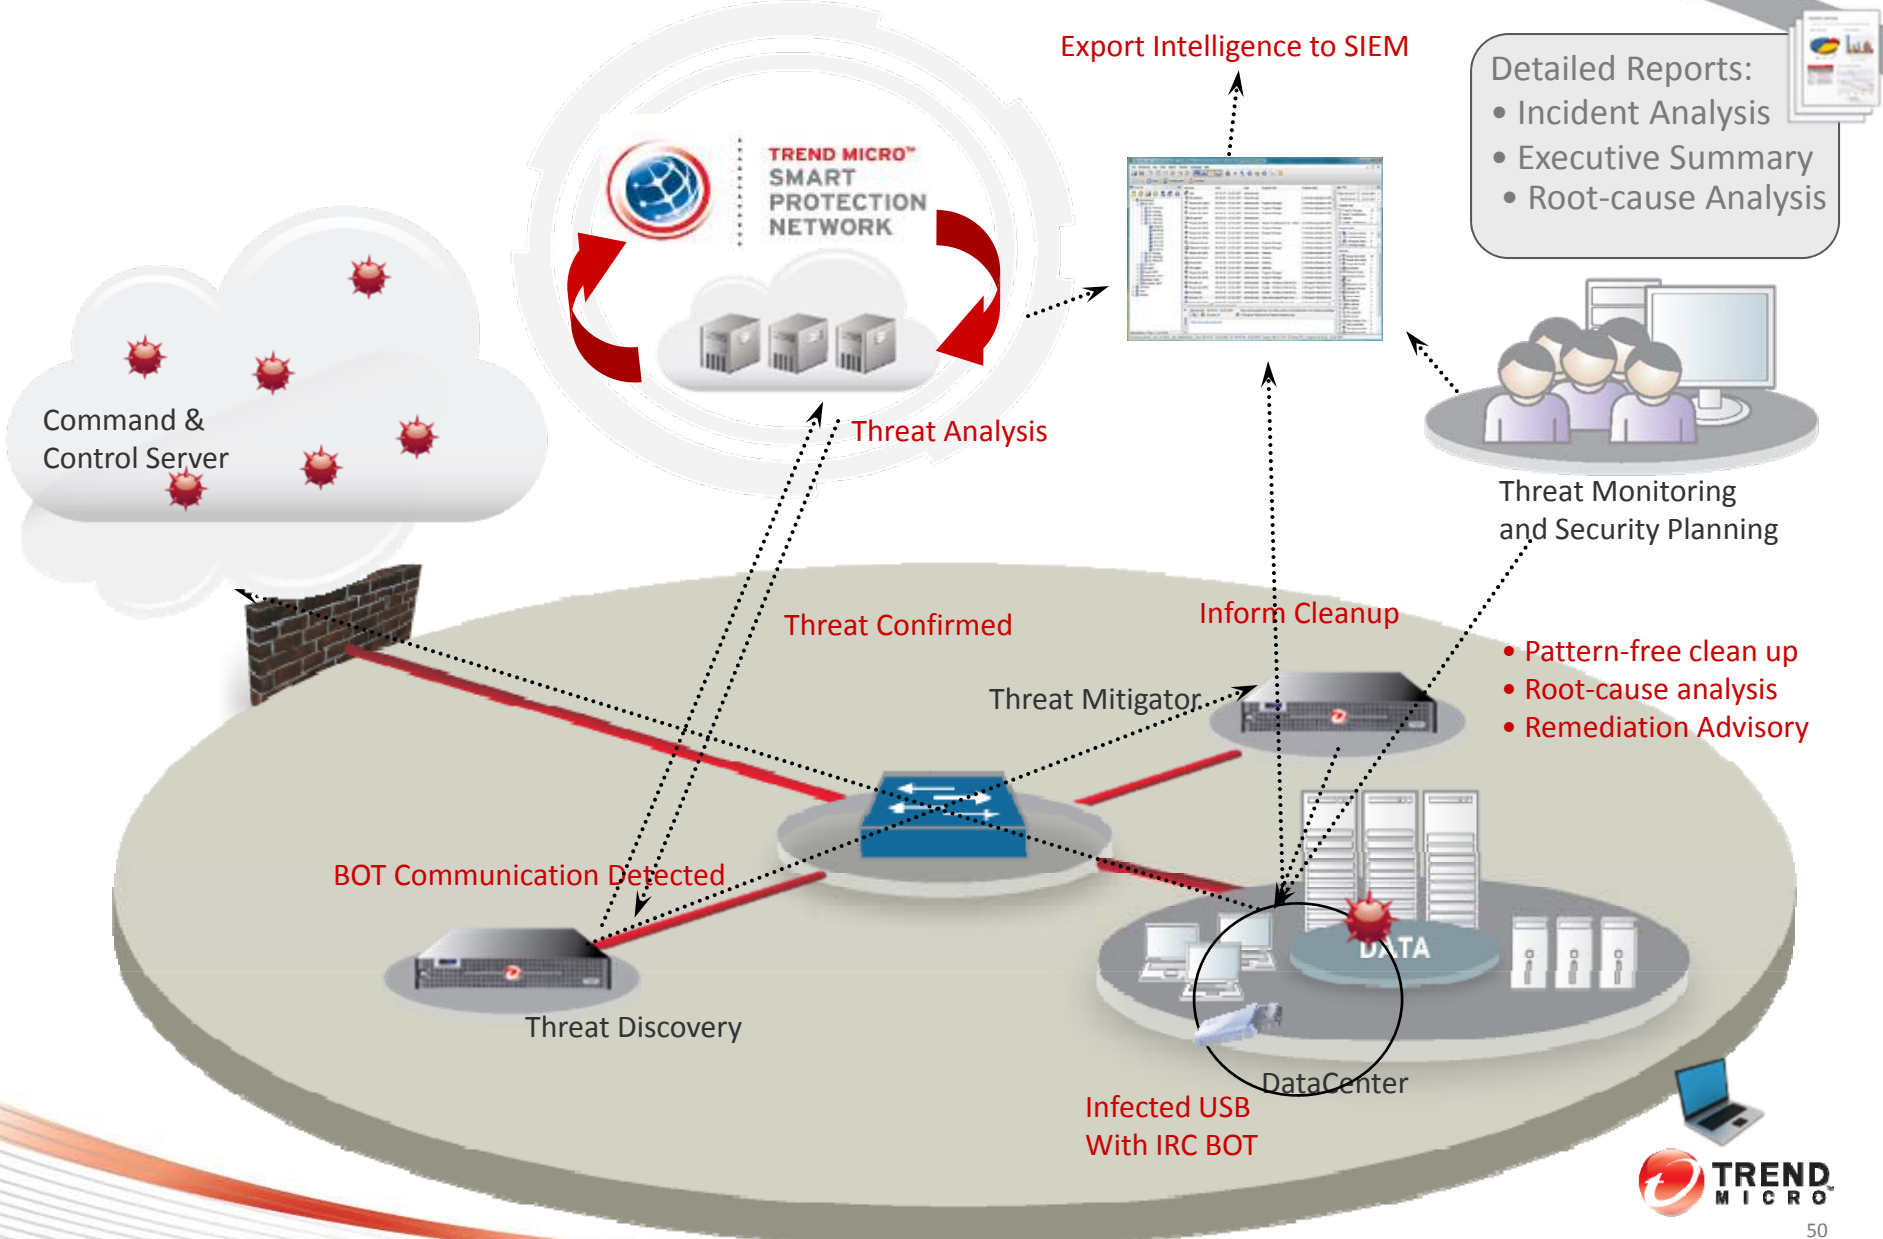 Export Intelligence to SIEM
Detailed Reports:
• Incident Analysis
• Executive Summary
• Root-cause Analysis
TREND MICRO™
SMART
PROTECTION
NETWORK
Command &
Control Server
Threat Analysis
Threat Monitoring
and Security Planning
Threat Confirmed
Inform Cleanup
• Pattern-free clean up
• Root-cause analysis
• Remediation Advisory
Threat Mitigator
BOT Communication Detected
DATA
Threat Discovery
DataCenter
Infected USB
With IRC BOT
TREND
MICRO
50